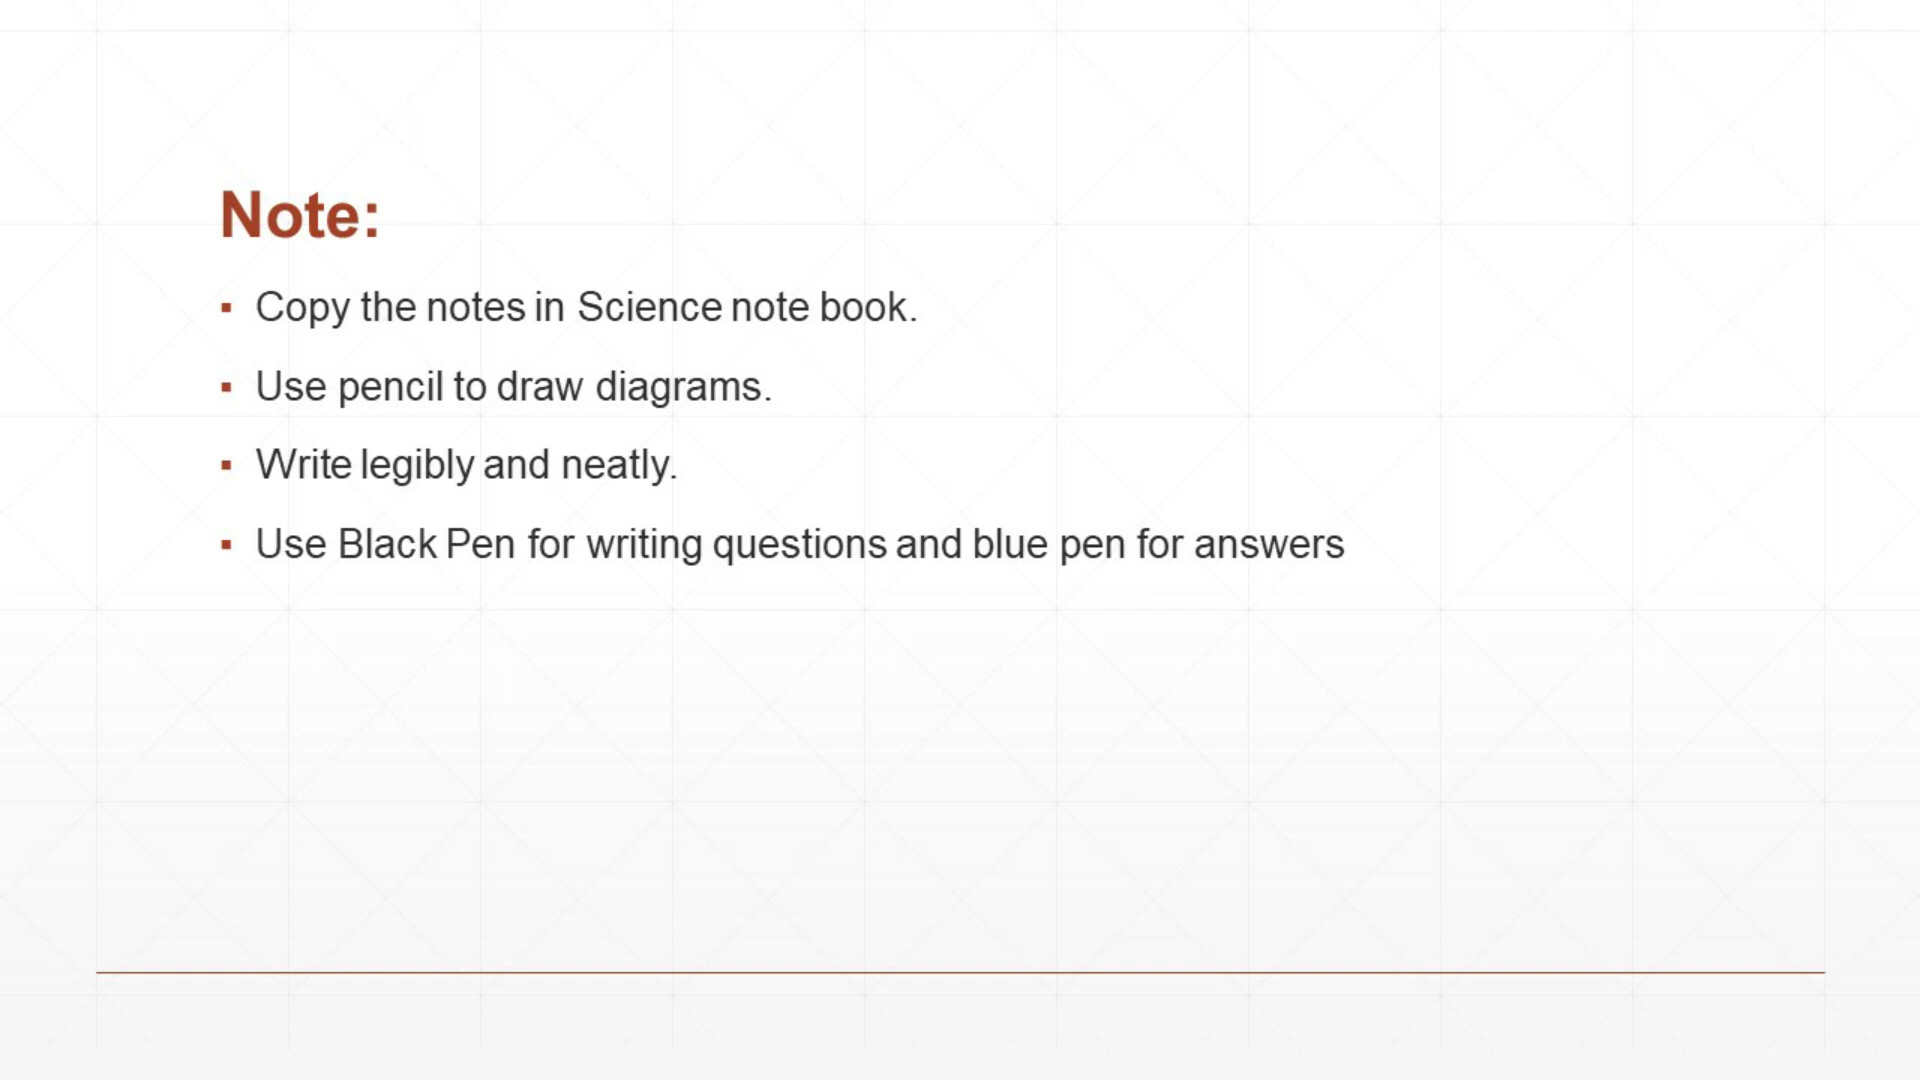 Note:
▪ Copy the notes in Science note book.
▪ Use pencil to draw diagrams.
▪ Write legibly and neatly.
▪ Use Black Pen for writing questions and blue pen for answers